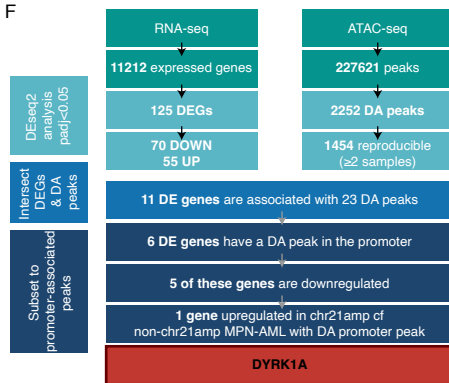 F
RNA-seq
ATAC-seq
11212 expressed genes
227621 peaks
DEseq2
analysis
padj<0.05
125 DEGs
2252 DA peaks
70 DOWN
55 UP
1454 reproducible
(≥2 samples)
Intersect
DEGs
& DA
peaks
11 DE genes are associated with 23 DA peaks
Subset to
promoter-associated
peaks
6 DE genes have a DA peak in the promoter
5 of these genes are downregulated
1 gene upregulated in chr21amp cf
non-chr21amp MPN-AML with DA promoter peak
DYRK1A